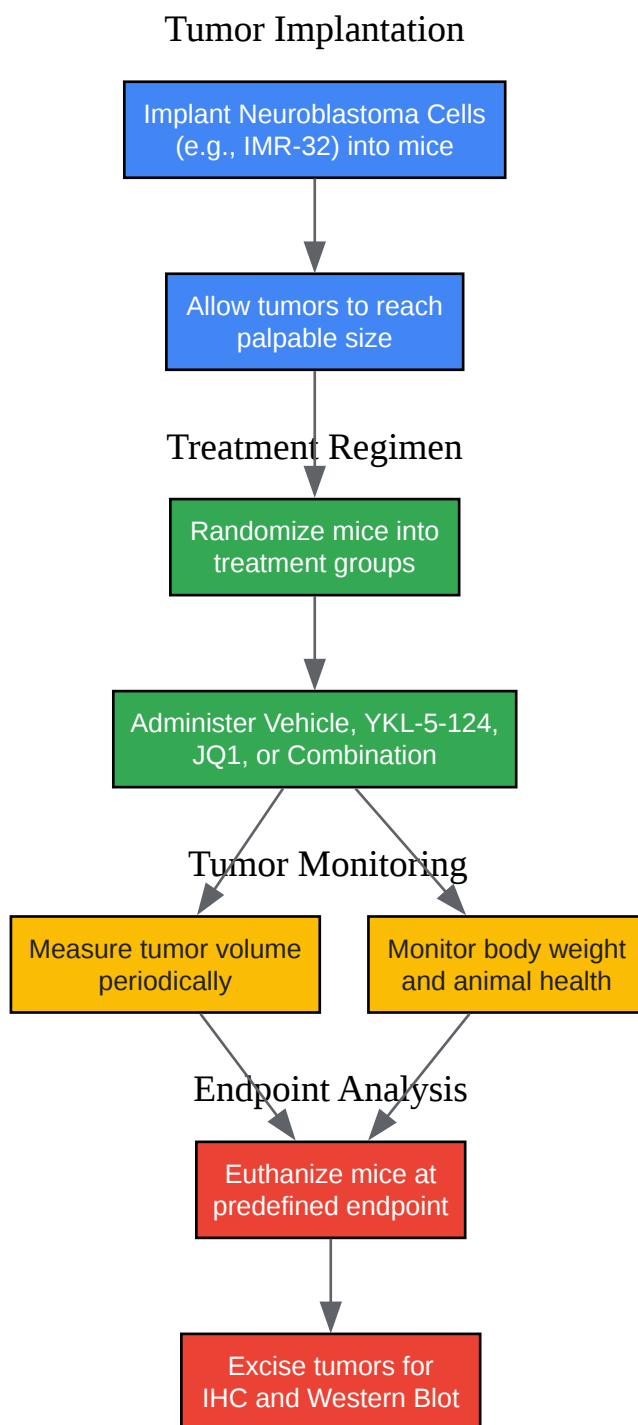 Tumor Implantation
Implant Neuroblastoma Cells
(e.g., IMR-32) into mice
Allow tumors to reach
palpable size
Treatment Regimen
Randomize mice into
treatment groups
Administer Vehicle, YKL-5-124,
JQ1, or Combination
Tumor Monitoring
Measure tumor volume
periodically
Monitor body weight
and animal health
Endpoint Analysis
Euthanize mice at
predefined endpoint
Excise tumors for
IHC and Western Blot